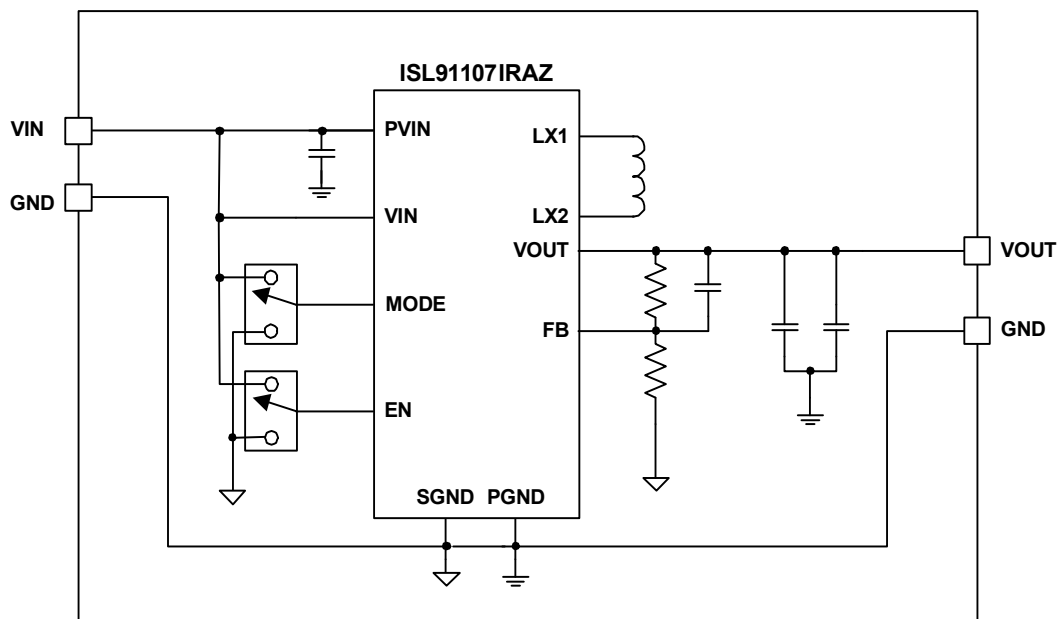 ISL91107IRAZ
VIN
PVIN
LX1
GND
VIN
LX2
VOUT
VOUT
MODE
FB
GND
EN
SGND PGND